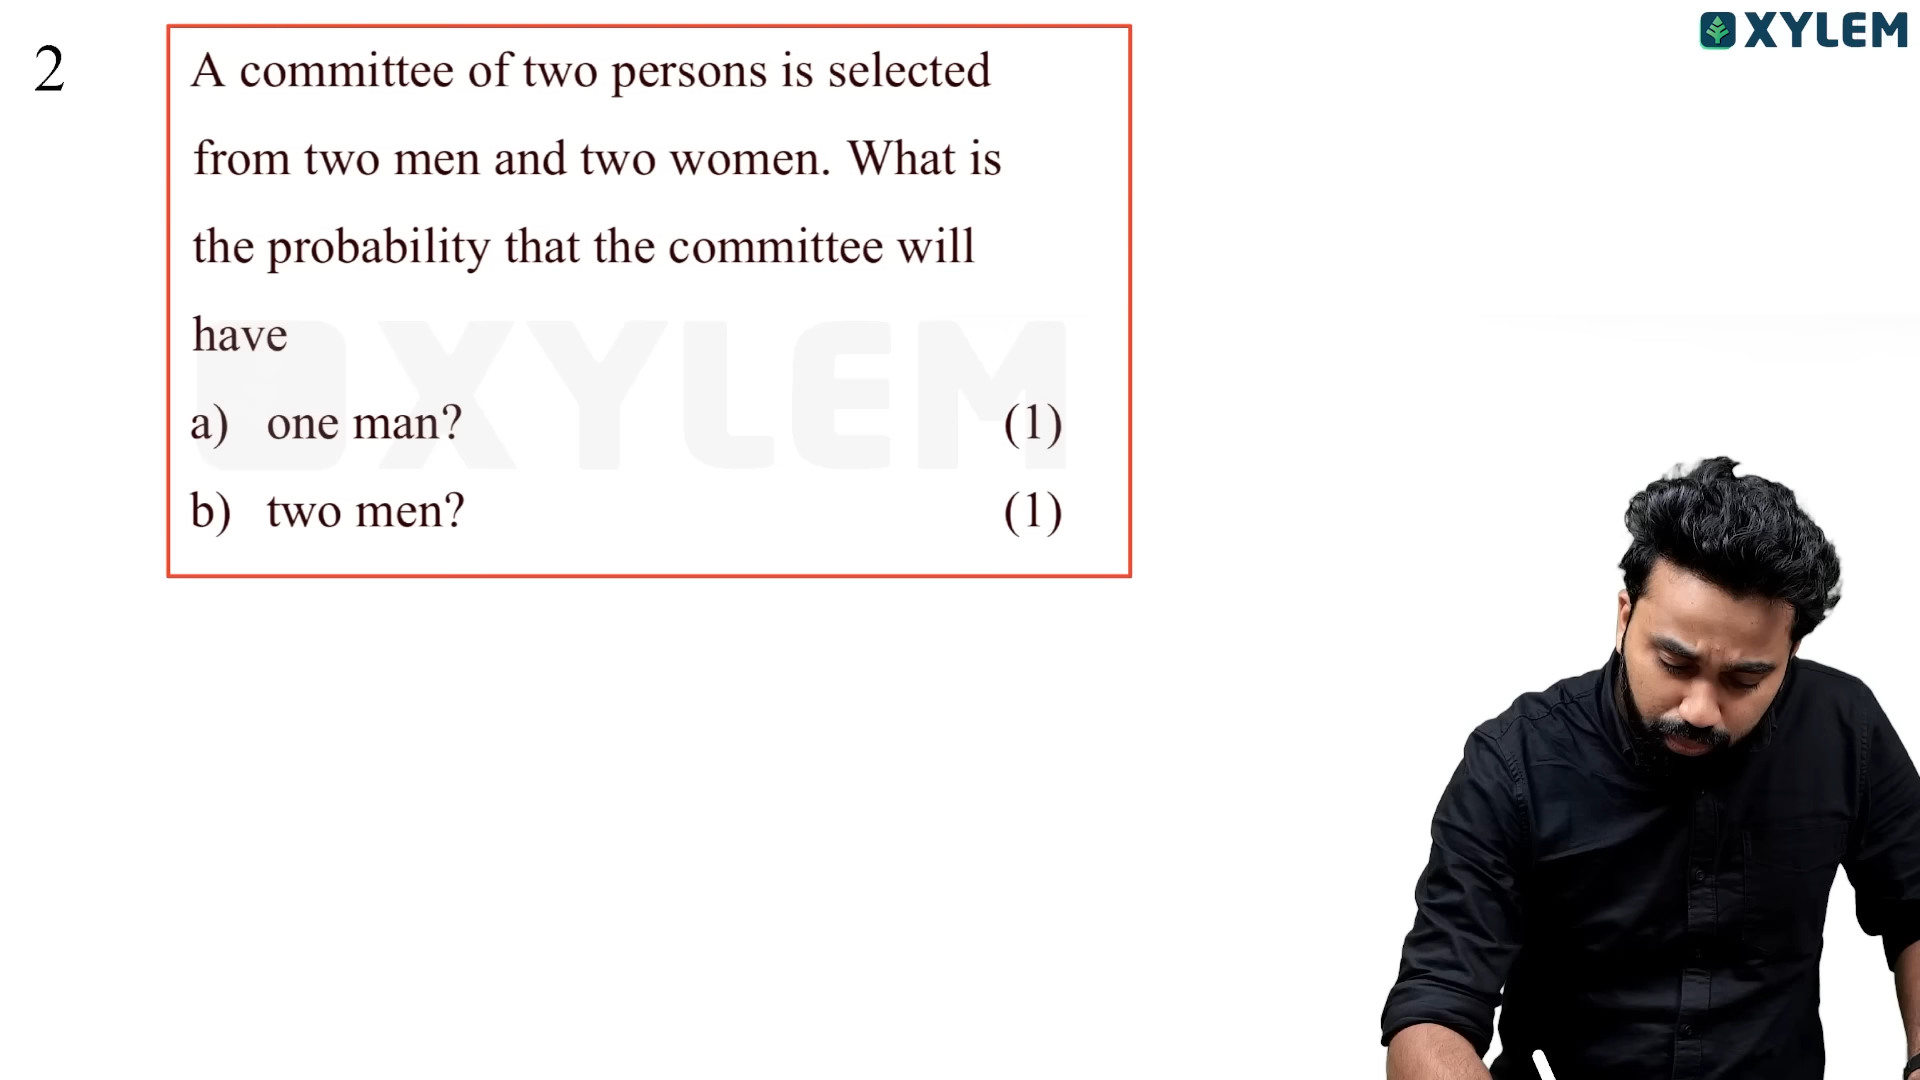 XYLEM
2
A committee of two persons is selected
from two men and two women. What is
the probability that the committee will
have
XYLEM
a) one man? (1)
b) two men? (1)